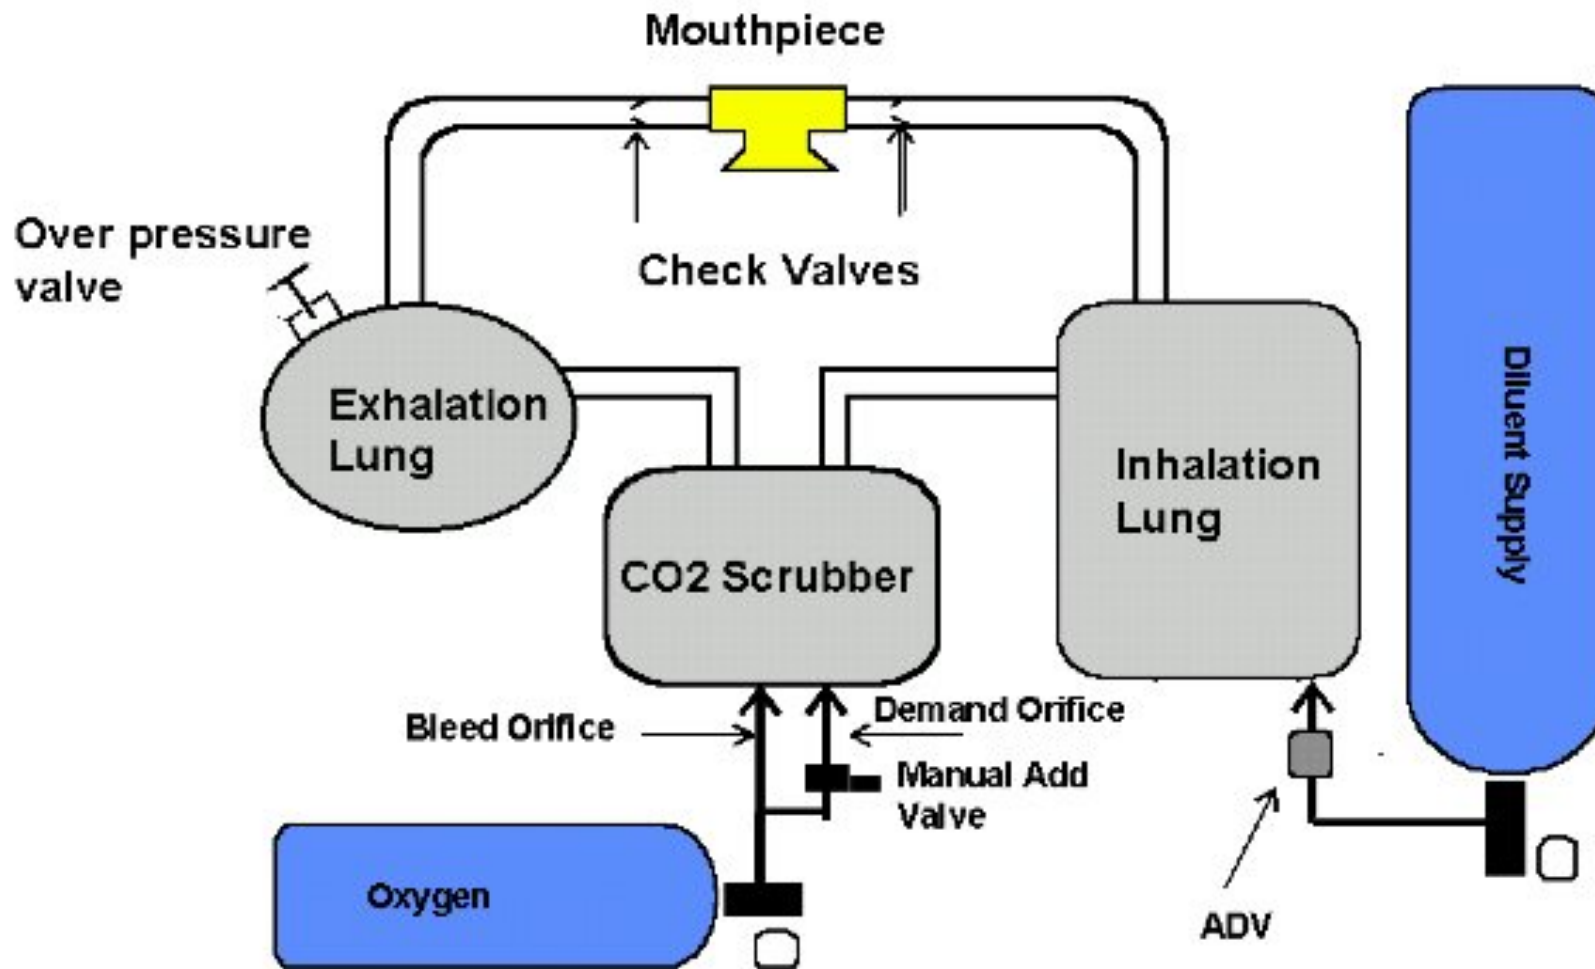 Mouthpiece
Over pressure
valve
Check Valves
Exhalation
Lung
Inhalation
Lung
Diluent Supply
CO2 Scrubber
Bleed Orifice
Demand Orifice
Manual Add
Valve
Oxygen
ADV